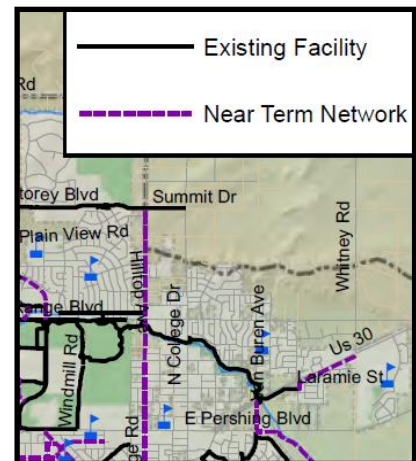 Existing Facility
Near Term Network
Rd
torey Blvd
Summit Dr
Plain View Rd
Whitney Rd
Hilltop
N College Dr
Range Blvd
Windmill Rd
Van Buren Ave
Us 30
Laramie St
E Pershing Blvd
ge Rd